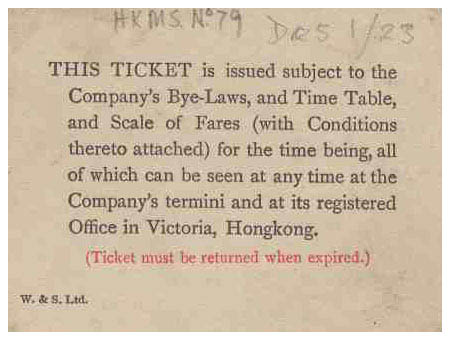 HKMS. Nº 79 D25 1/23
THIS TICKET is issued subject to the
Company's Bye-Laws, and Time Table,
and Scale of Fares (with Conditions
thereto attached) for the time being, all
of which can be seen at any time at the
Company's termini and at its registered
Office in Victoria, Hongkong.
(Ticket must be returned when expired.)
W. & S. Ltd.